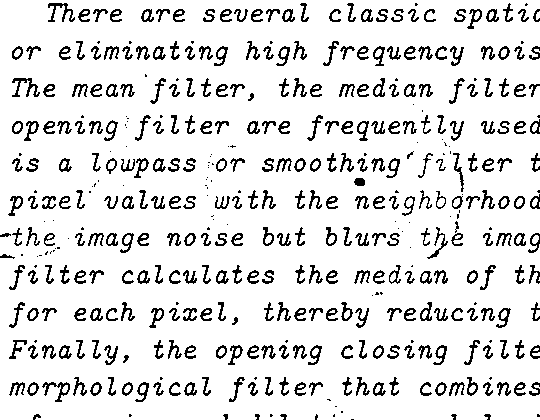 There are several classic spatic
or eliminating high frequency nois
The mean filter, the median filter
opening filter are frequently used
is a lowpass or smoothing filter t
pixel values with the neighborhood
the image noise but blurs the imag
filter calculates the median of th
for each pixel, thereby reducing t
Finally, the opening closing filte
morphological filter that combines